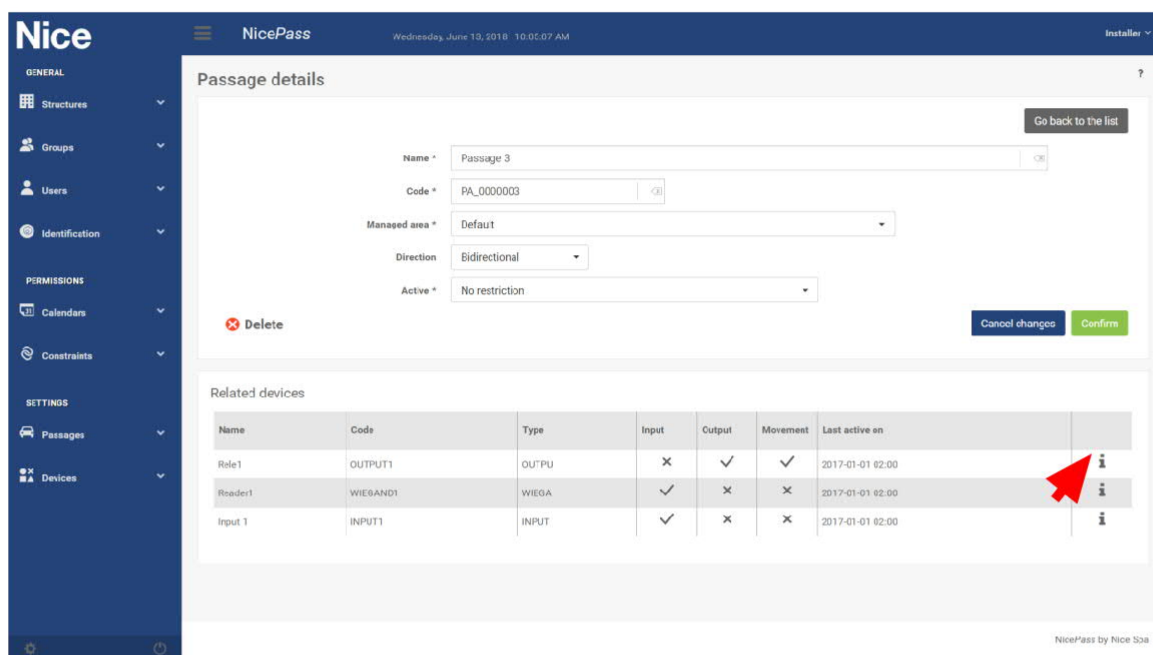 Nice
NicePass
Wednesday, June 13, 2018 10:05:07 AM
Installer
GENERAL
Structures
Groups
Users
Identification
PERMISSIONS
Calendars
Constraints
SETTINGS
Passages
Devices
Passage details
?
Go back to the list
Name * Passage 3
Code * PA_0000003
Managed area * Default
Direction Bidirectional
Active * No restriction
Delete
Cancel changes Confirm
Related devices
Name Code Type Input Output Movement Last active on
Rele1 OUTPUT1 OUTPU 2017-01-01 02:00
Reader1 WIEGAND1 WIEGA 2017-01-01 02:00
Input 1 INPUT1 INPUT 2017-01-01 02:00
NicePass by Nice Spa